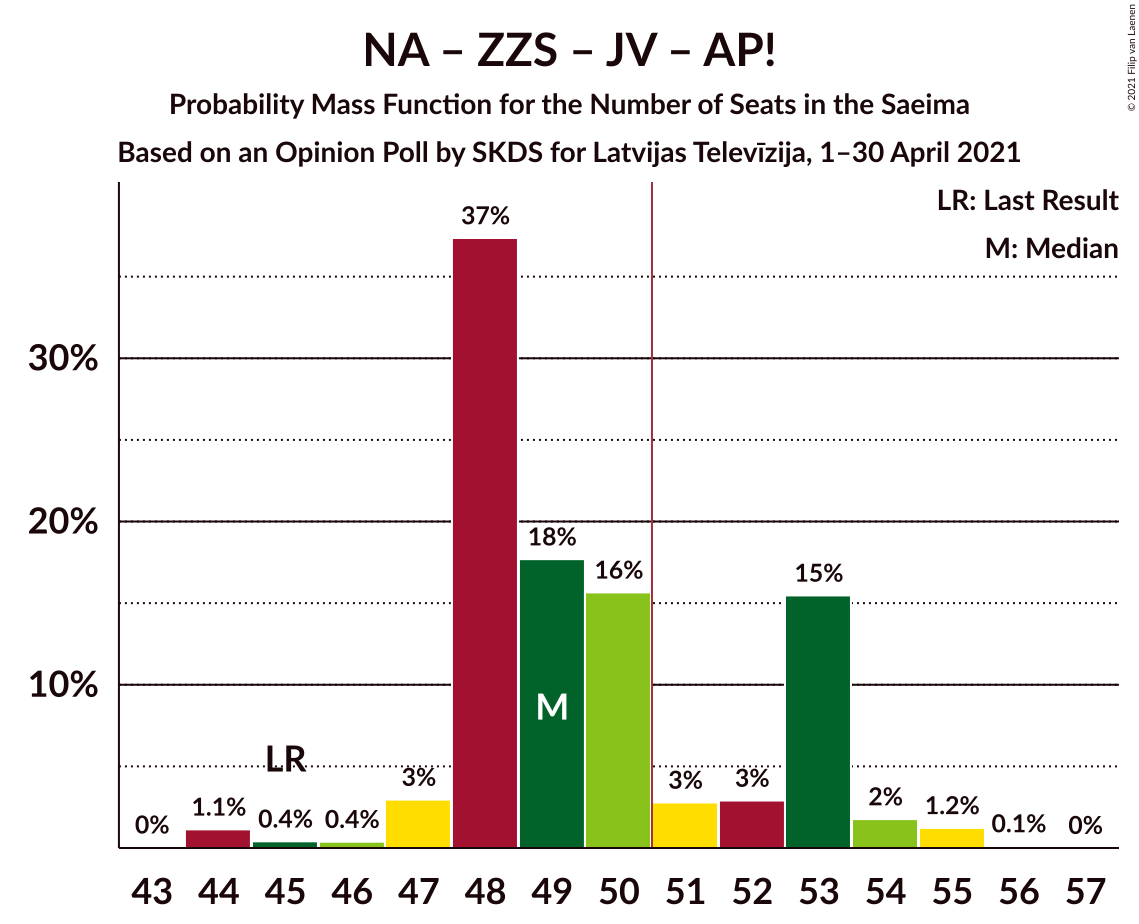 NA – ZZS – JV – AP!
Probability Mass Function for the Number of Seats in the Saeima
Based on an Opinion Poll by SKDS for Latvijas Televīzija, 1–30 April 2021
© 2021 Filip van Laenen
LR: Last Result
M: Median
37%
30%
20%
18%
16%
15%
10%
M
LR
3%
3%
3%
2%
1.1%
1.2%
0%
0.4%
0.4%
0.1%
0%
43 44 45 46 47 48 49 50 51 52 53 54 55 56 57